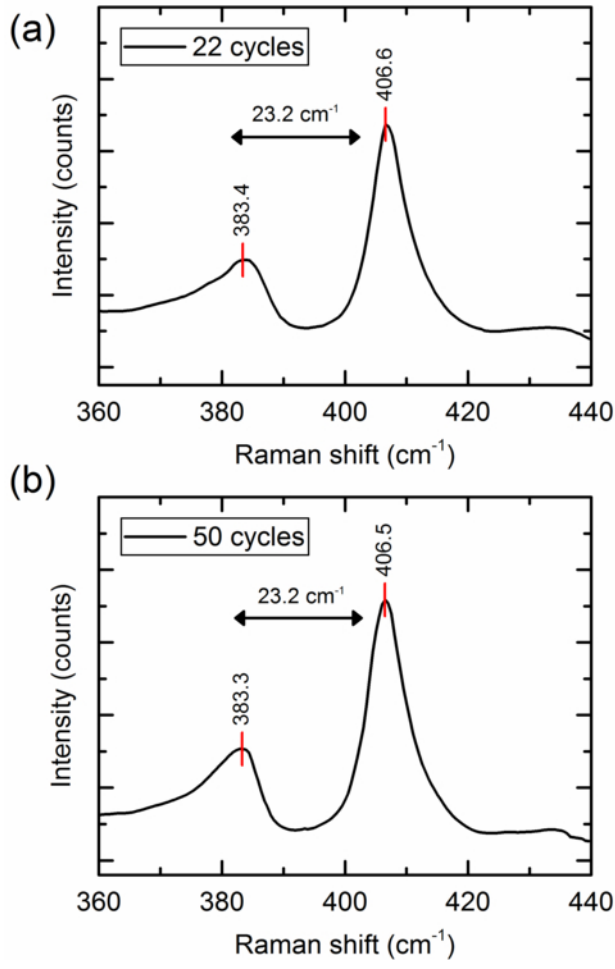 (a)
22 cycles
406.6
23.2 cm⁻¹
383.4
Intensity (counts)
360 380 400 420 440
Raman shift (cm⁻¹)
(b)
50 cycles
406.5
23.2 cm⁻¹
383.3
Intensity (counts)
360 380 400 420 440
Raman shift (cm⁻¹)